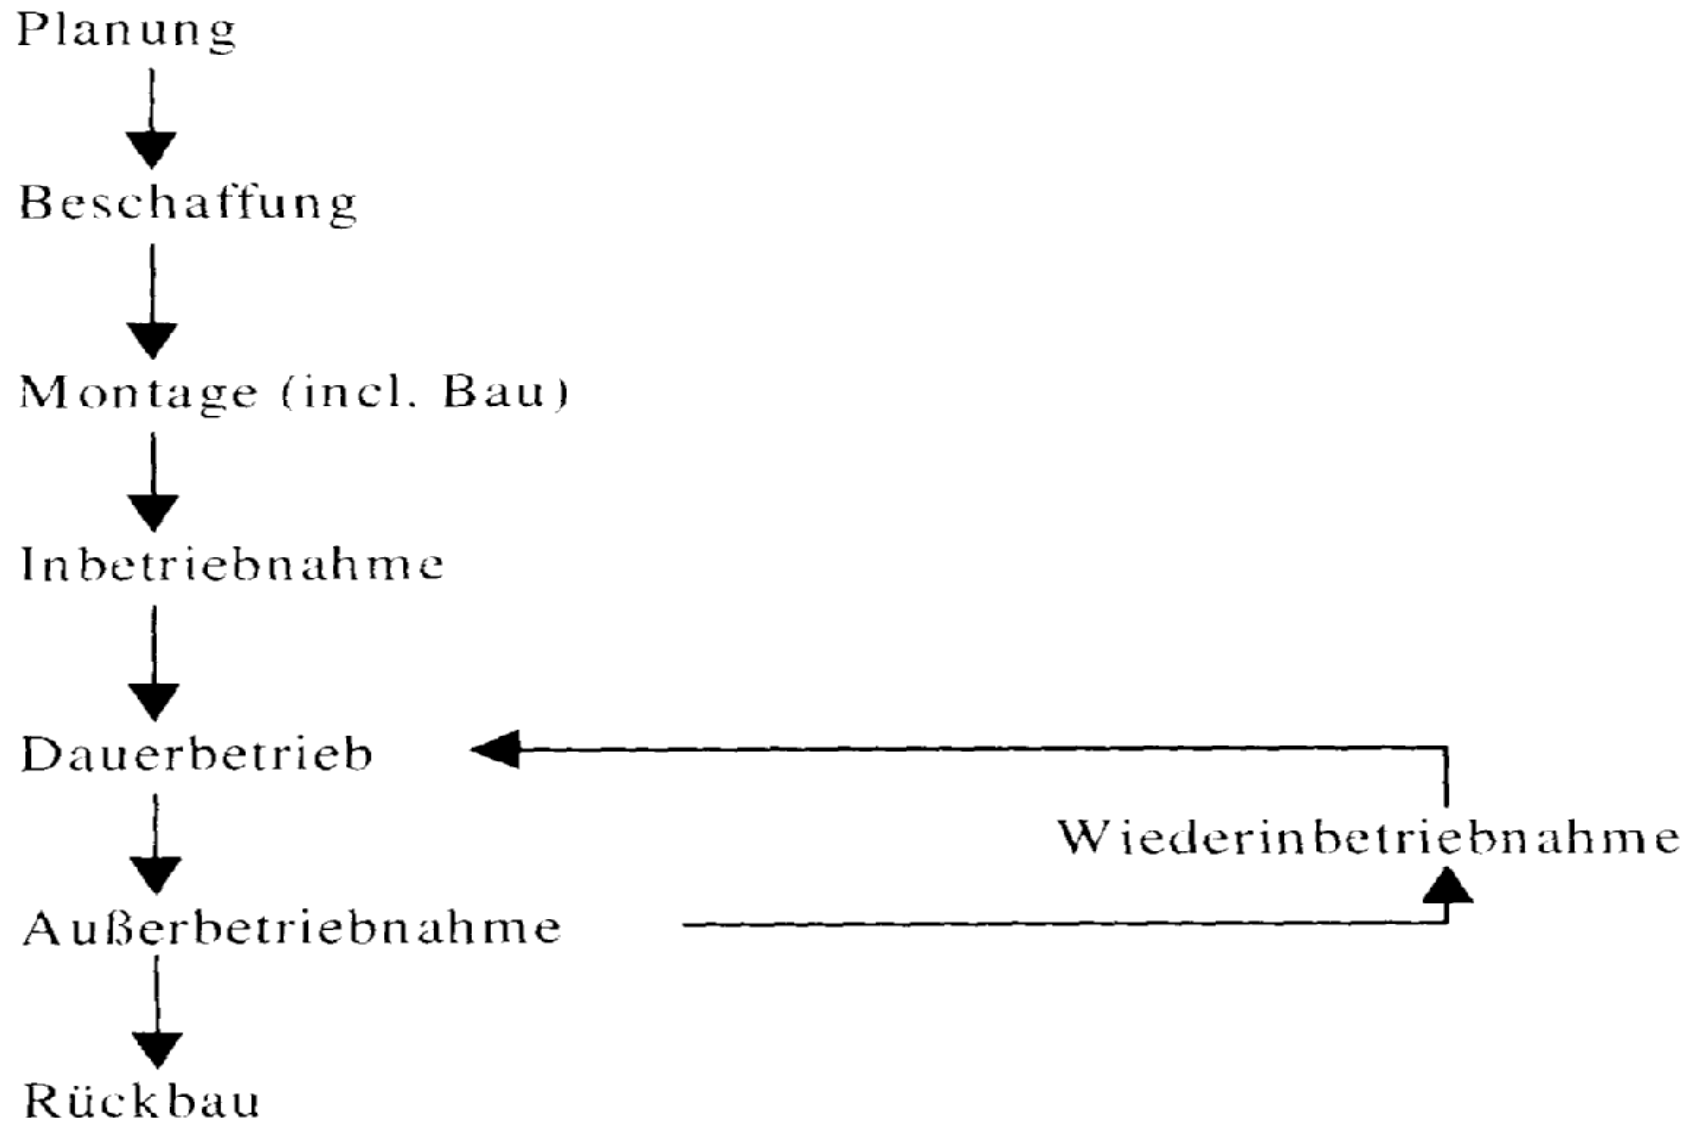 Planung
Beschaffung
Montage (incl. Bau)
Inbetriebnahme
Dauerbetrieb
Wiederinbetriebnahme
Außerbetriebnahme
Rückbau